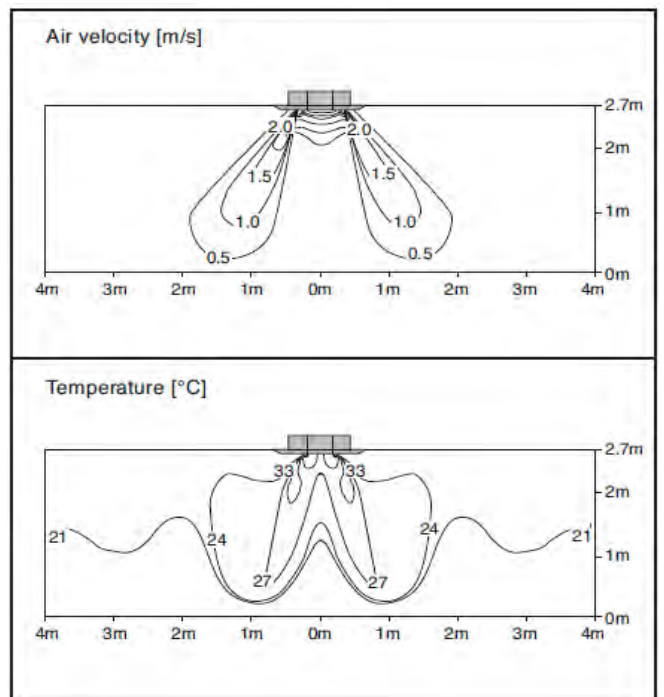 Air velocity [m/s]
2.7m
2.0 2.0
2m
1.5 1.5
1m
1.0 1.0
0.5 0.5
0m
4m 3m 2m 1m 0m 1m 2m 3m 4m
Temperature [°C]
2.7m
33 33
2m
21 24 24 21
1m
27 27
0m
4m 3m 2m 1m 0m 1m 2m 3m 4m